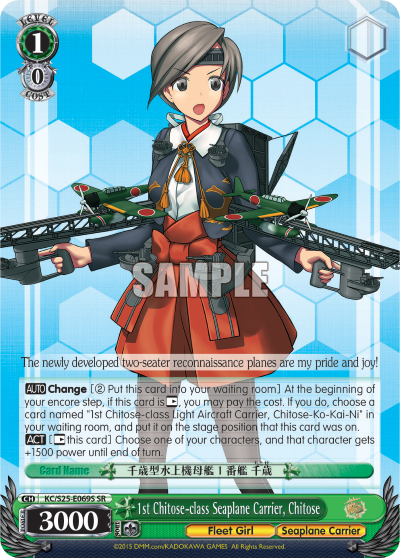 LEVEL
1
0
COST
SAMPLE
The newly developed two-seater reconnaissance planes are my pride and joy!
AUTO Change [② Put this card into your waiting room] At the beginning of
your encore step, if this card is , you may pay the cost. If you do, choose a
card named "1st Chitose-class Light Aircraft Carrier, Chitose-Ko-Kai-Ni" in
your waiting room, and put it on the stage position that this card was on.
ACT [ this card] Choose one of your characters, and that character gets
+1500 power until end of turn.
Card Name 千歳型水上機母艦1番艦 千歳
CH KC/S25-E069S SR
1st Chitose-class Seaplane Carrier, Chitose
POWER 3000 SOUL
Fleet Girl Seaplane Carrier
©2015 DMM.com/KADOKAWA GAMES All Rights Reserved.